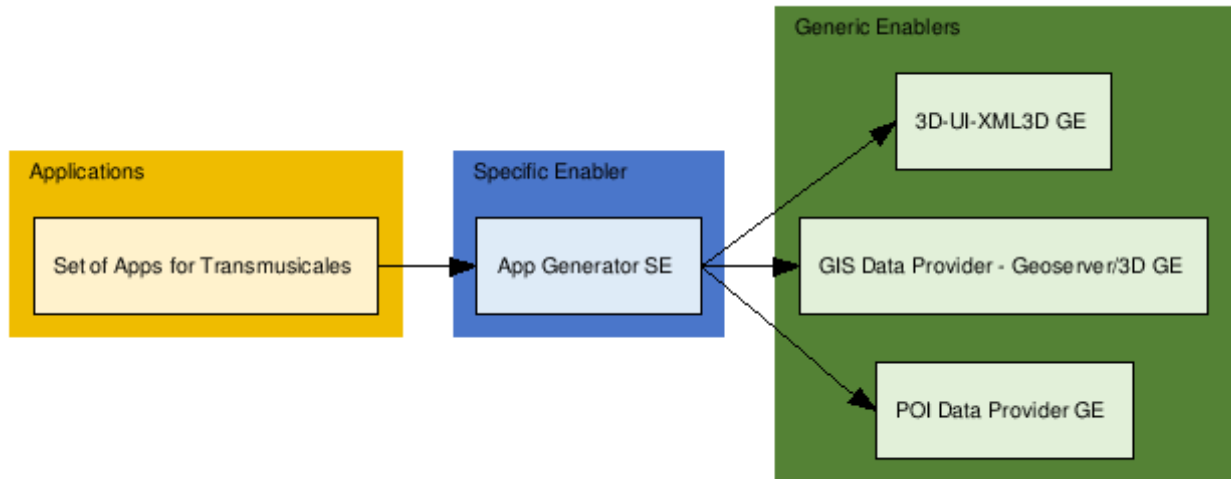 Applications
Set of Apps for Transmusicales
Specific Enabler
App Generator SE
Generic Enablers
3D-UI-XML3D GE
GIS Data Provider - Geoserver/3D GE
POI Data Provider GE